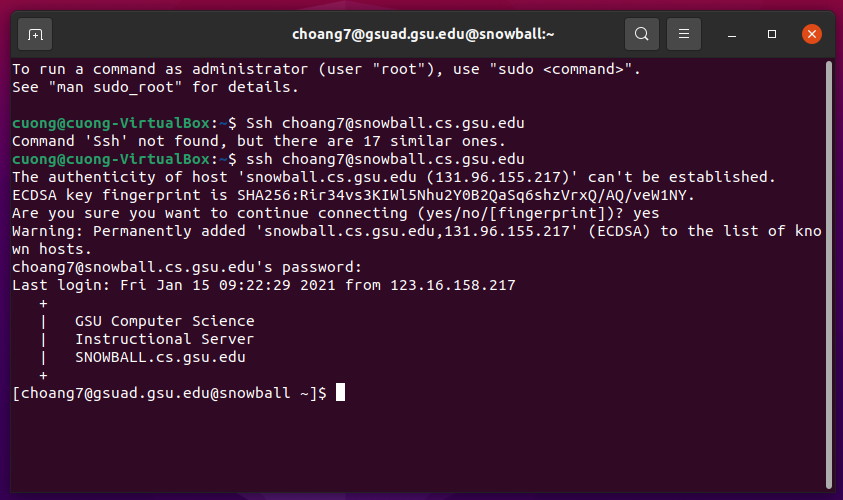 choang7@gsuad.gsu.edu@snowball:~
To run a command as administrator (user "root"), use "sudo <command>".
See "man sudo_root" for details.
cuong@cuong-VirtualBox:~$ Ssh choang7@snowball.cs.gsu.edu
Command 'Ssh' not found, but there are 17 similar ones.
cuong@cuong-VirtualBox:~$ ssh choang7@snowball.cs.gsu.edu
The authenticity of host 'snowball.cs.gsu.edu (131.96.155.217)' can't be established.
ECDSA key fingerprint is SHA256:Rir34vs3KIWl5Nhu2Y0B2QaSq6shzVrxQ/AQ/veW1NY.
Are you sure you want to continue connecting (yes/no/[fingerprint])? yes
Warning: Permanently added 'snowball.cs.gsu.edu,131.96.155.217' (ECDSA) to the list of kno
wn hosts.
choang7@snowball.cs.gsu.edu's password:
Last login: Fri Jan 15 09:22:29 2021 from 123.16.158.217
   +
   |   GSU Computer Science
   |   Instructional Server
   |   SNOWBALL.cs.gsu.edu
   +
[choang7@gsuad.gsu.edu@snowball ~]$